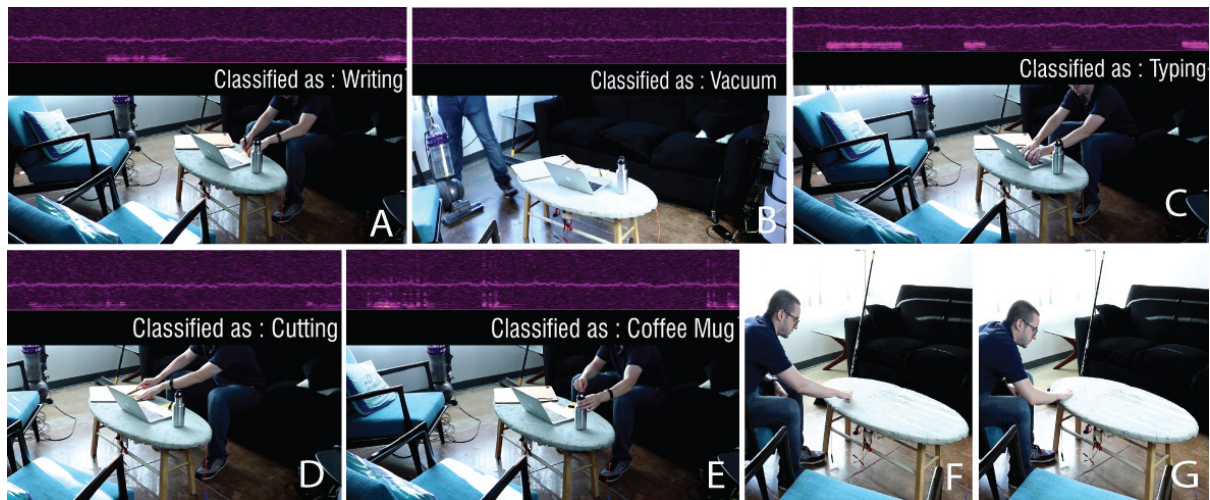 Classified as : Writing
A
Classified as : Vacuum
B
Classified as : Typing-
C
Classified as : Cutting
D
Classified as : Coffee Mug
E
F
G